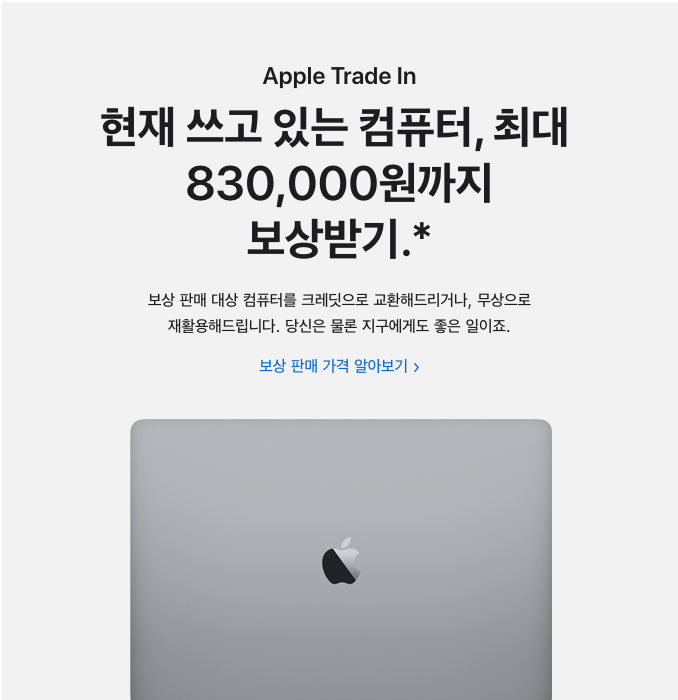 Apple Trade In
현재 쓰고 있는 컴퓨터, 최대
830,000원까지
보상받기.*
보상 판매 대상 컴퓨터를 크레딧으로 교환해드리거나, 무상으로
재활용해드립니다. 당신은 물론 지구에게도 좋은 일이죠.
보상 판매 가격 알아보기 ›